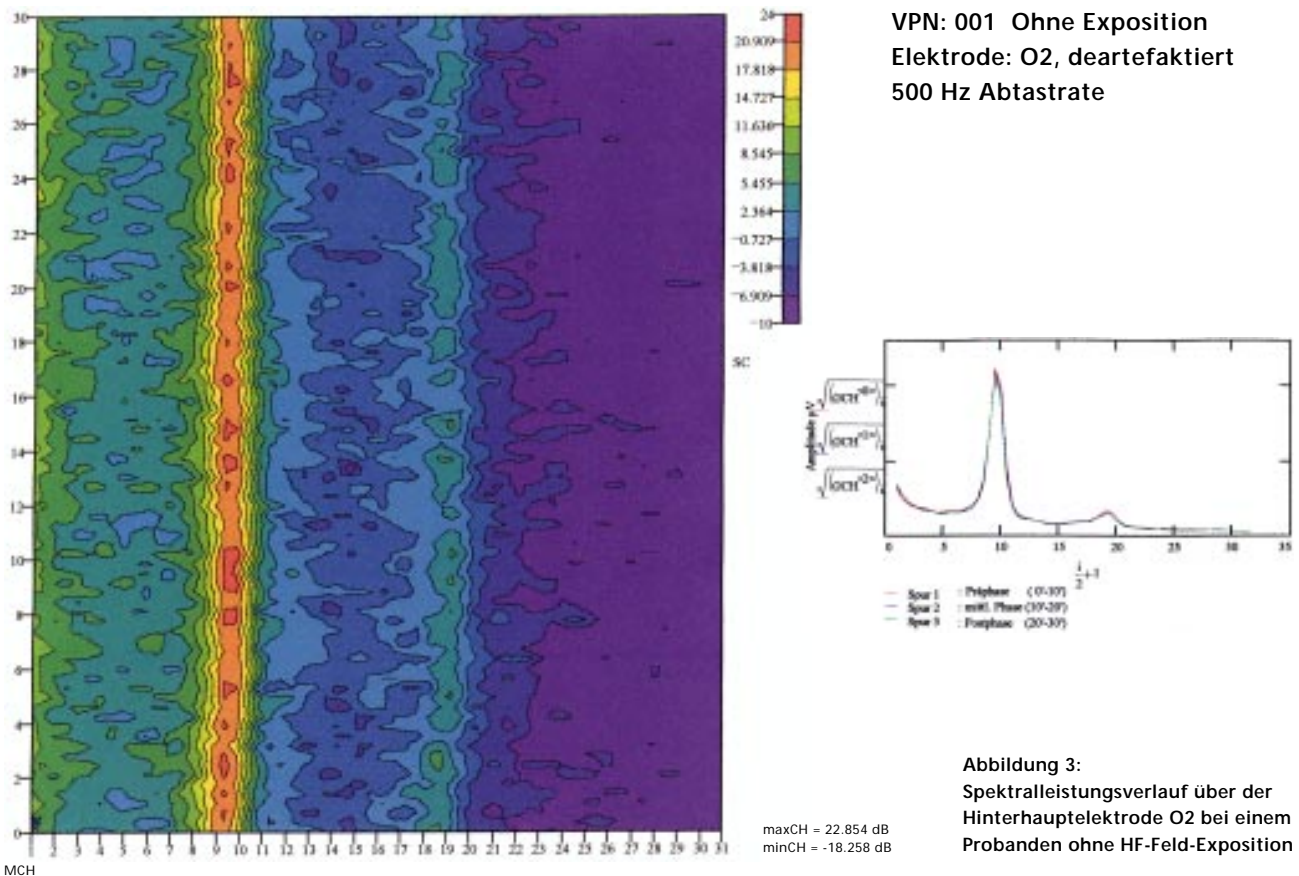 VPN: 001 Ohne Exposition
Elektrode: O2, deartefaktiert
500 Hz Abtastrate
30
28
26
24
22
20
18
16
14
12
10
8
6
4
2
0
1 2 3 4 5 6 7 8 9 10 11 12 13 14 15 16 17 18 19 20 21 22 23 24 25 26 27 28 29 30 31
MCH
20.909
17.818
14.727
11.636
8.545
5.455
2.364
−0.727
−3.818
−6.909
−10
SC
Amplitude µV
0 5 10 15 20 25 30 35
Spur 1 : Präphase (0'-10')
Spur 2 : mittl. Phase (10'-20')
Spur 3 : Postphase (20'-30')
maxCH = 22.854 dB
minCH = -18.258 dB
Abbildung 3:
Spektralleistungsverlauf über der
Hinterhauptelektrode O2 bei einem
Probanden ohne HF-Feld-Exposition